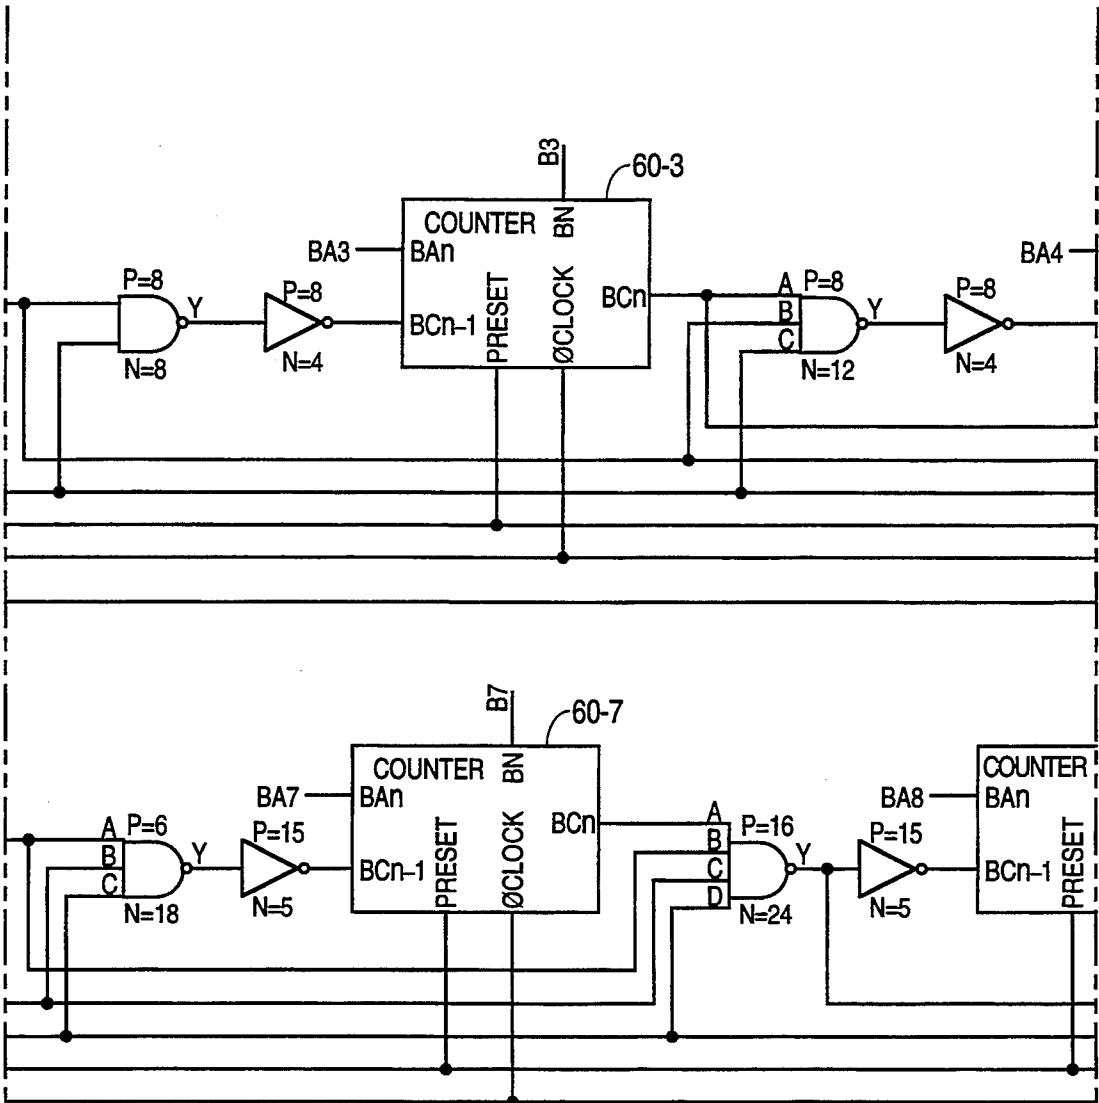 B3
60-3
COUNTER
BN
BA3
BAn
BA4
P=8
Y
P=8
PRESET
ØCLOCK
BCn
A
P=8
Y
P=8
B
BCn-1
C
N=8
N=4
N=12
N=4
B7
60-7
COUNTER
BN
COUNTER
BA7
BAn
BA8
BAn
A
P=6
Y
P=15
PRESET
ØCLOCK
BCn
A
P=16
Y
P=15
PRESET
B
B
C
BCn-1
C
BCn-1
D
N=18
N=5
N=24
N=5